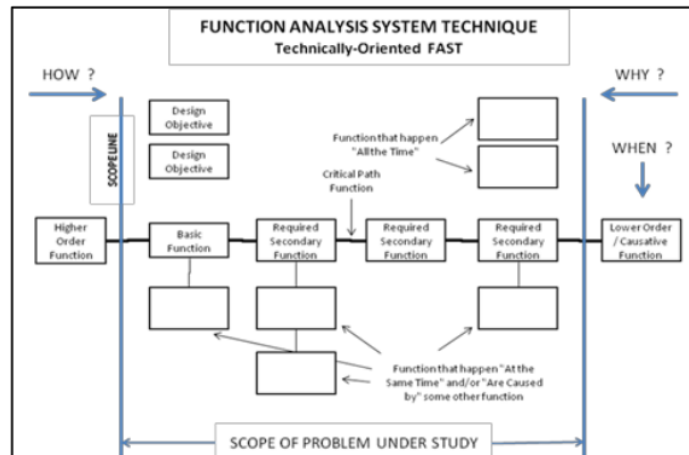 FUNCTION ANALYSIS SYSTEM TECHNIQUE
Technically-Oriented FAST
HOW ?
WHY ?
Design
Objective
Design
Objective
SCOPELINE
Function that happen
"All the Time"
WHEN ?
Critical Path
Function
Higher
Order
Function
Basic
Function
Required
Secondary
Function
Required
Secondary
Function
Required
Secondary
Function
Lower Order
/ Causative
Function
Function that happen "At the
Same Time" and/or "Are Caused
by" some other function
SCOPE OF PROBLEM UNDER STUDY